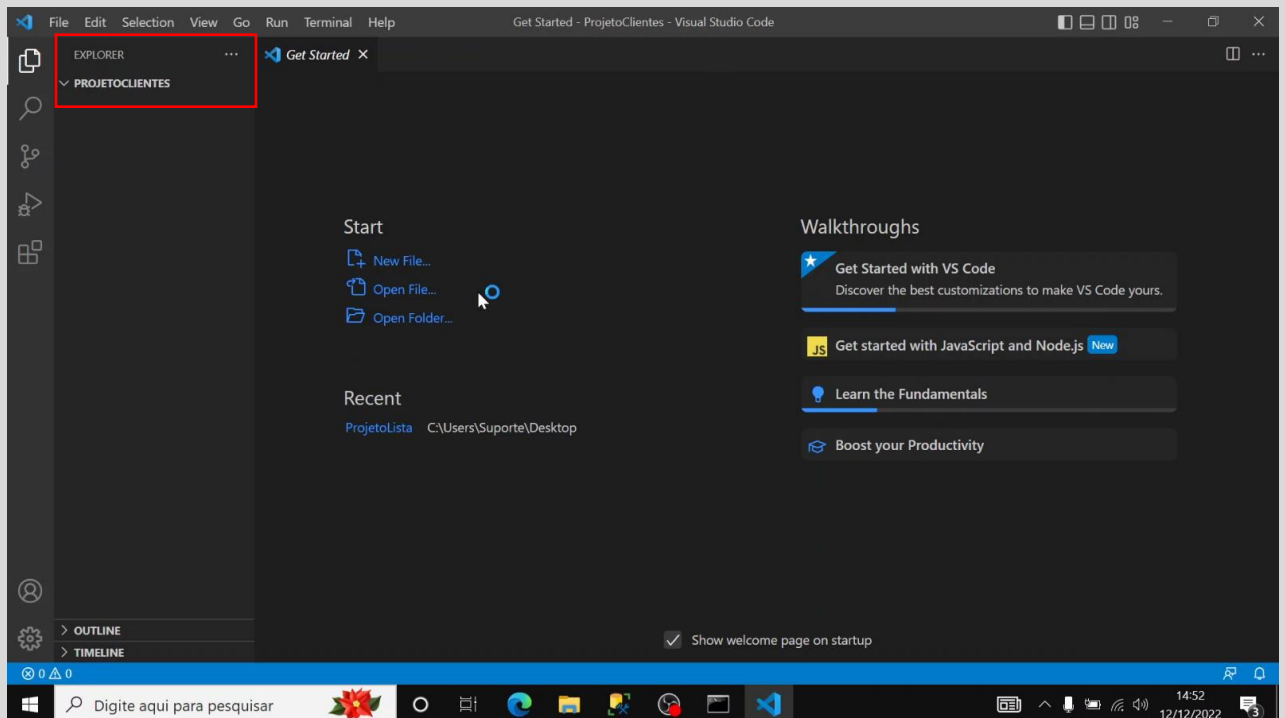 File Edit Selection View Go Run Terminal Help Get Started - ProjetoClientes - Visual Studio Code
EXPLORER ···
Get Started
PROJETOCLIENTES
Start
New File...
Open File...
Open Folder...
Recent
ProjetoLista C:\Users\Suporte\Desktop
Walkthroughs
Get Started with VS Code
Discover the best customizations to make VS Code yours.
JS Get started with JavaScript and Node.js New
Learn the Fundamentals
Boost your Productivity
OUTLINE
TIMELINE
Show welcome page on startup
0 0
Digite aqui para pesquisar
14:52
12/12/2022
3